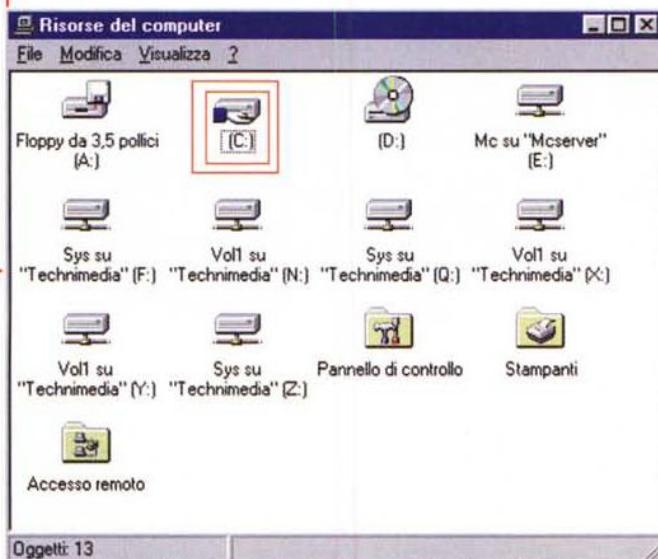 Risorse del computer
File Modifica Visualizza ?
Floppy da 3,5 pollici
(A:)
(C:)
(D:)
Mc su "Mcserver"
(E:)
Sys su
"Technimedia" (F:)
Vol1 su
"Technimedia" (N:)
Sys su
"Technimedia" (Q:)
Vol1 su
"Technimedia" (X:)
Vol1 su
"Technimedia" (Y:)
Sys su
"Technimedia" (Z:)
Pannello di controllo
Stampanti
Accesso remoto
Oggetti: 13